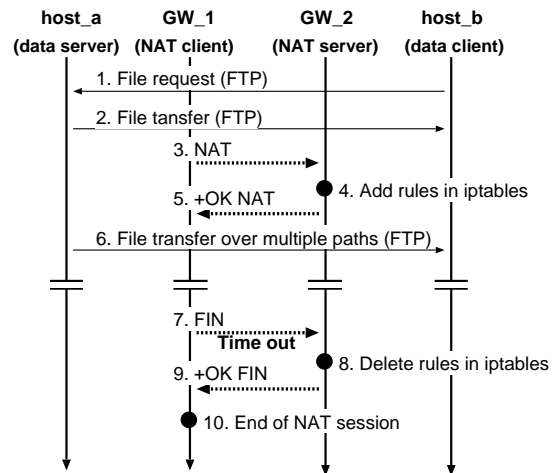 host_a GW_1 GW_2 host_b
(data server) (NAT client) (NAT server) (data client)
1. File request (FTP)
2. File tansfer (FTP)
3. NAT
4. Add rules in iptables
5. +OK NAT
6. File transfer over multiple paths (FTP)
7. FIN
Time out
8. Delete rules in iptables
9. +OK FIN
10. End of NAT session